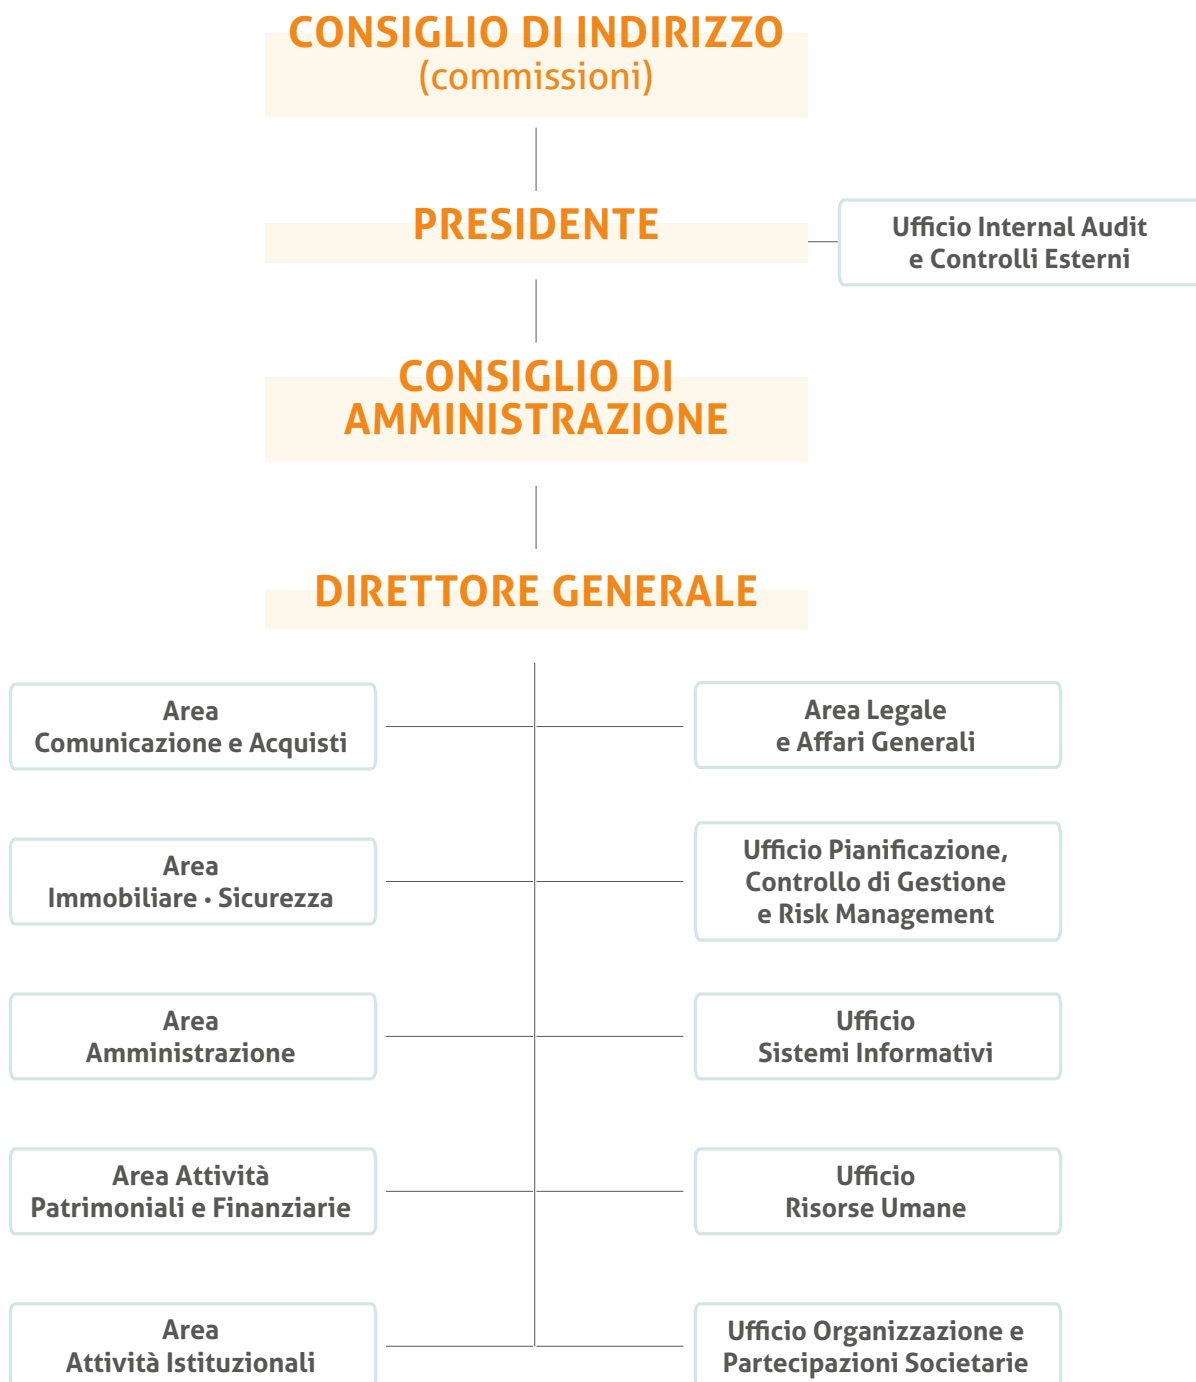 CONSIGLIO DI INDIRIZZO
(commissioni)
PRESIDENTE
Ufficio Internal Audit
e Controlli Esterni
CONSIGLIO DI
AMMINISTRAZIONE
DIRETTORE GENERALE
Area
Comunicazione e Acquisti
Area Legale
e Affari Generali
Area
Immobiliare • Sicurezza
Ufficio Pianificazione,
Controllo di Gestione
e Risk Management
Area
Amministrazione
Ufficio
Sistemi Informativi
Area Attività
Patrimoniali e Finanziarie
Ufficio
Risorse Umane
Area
Attività Istituzionali
Ufficio Organizzazione e
Partecipazioni Societarie